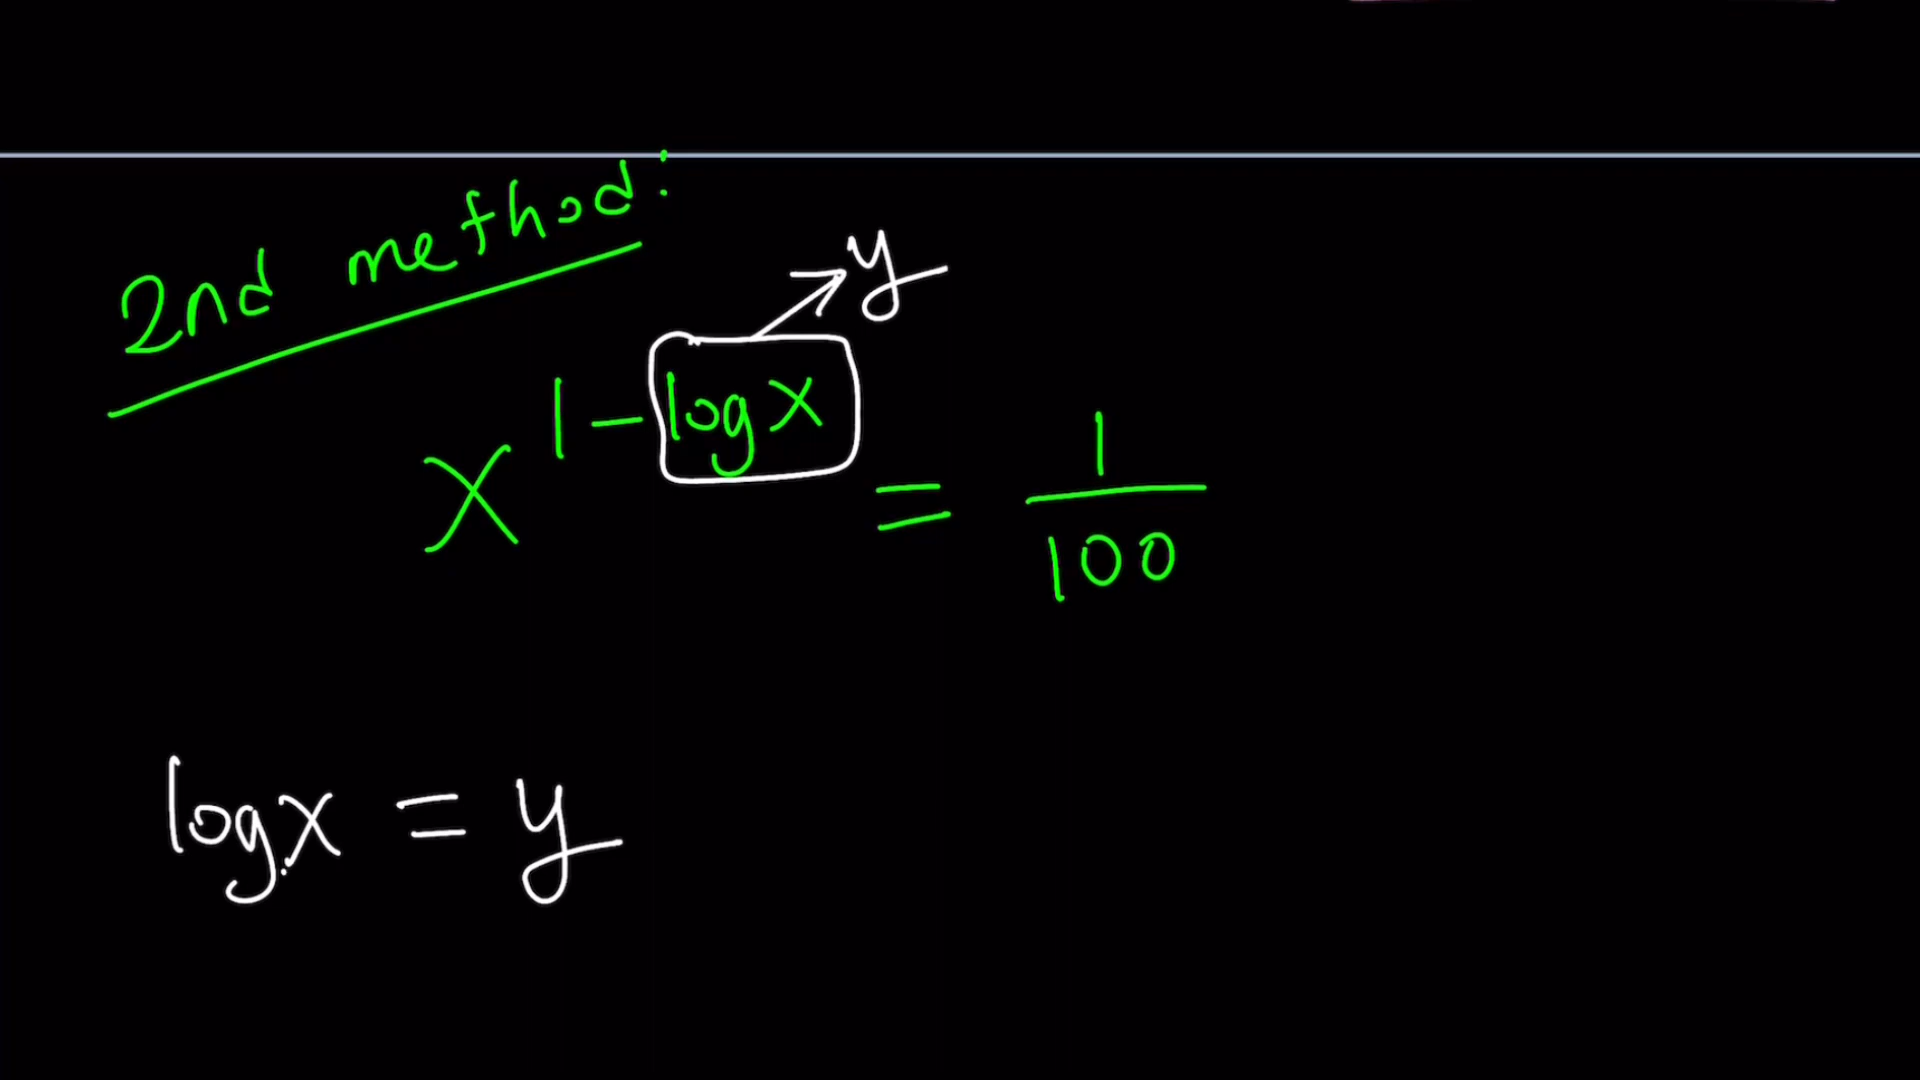 2nd method:
y
x^{1-log x} = 1/100
log x = y